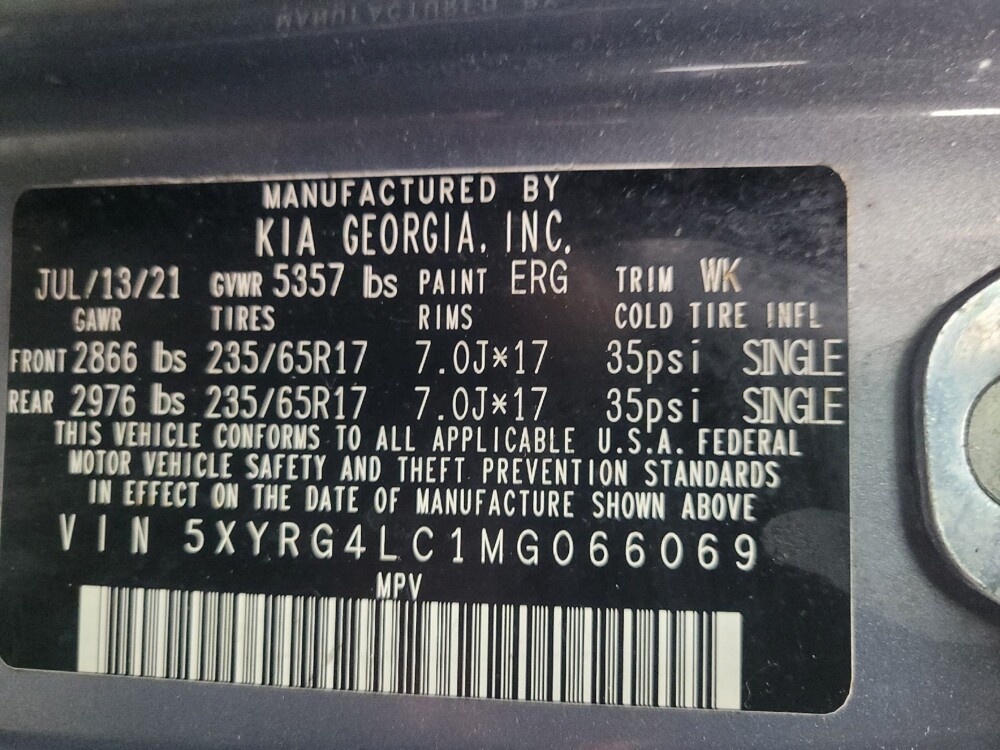 MANUFACTURED BY
KIA GEORGIA, INC.
JUL/13/21 GVWR 5357 lbs PAINT ERG TRIM WK
GAWR TIRES RIMS COLD TIRE INFL
FRONT 2866 lbs 235/65R17 7.0J*17 35psi SINGLE
REAR 2976 lbs 235/65R17 7.0J*17 35psi SINGLE
THIS VEHICLE CONFORMS TO ALL APPLICABLE U.S.A. FEDERAL
MOTOR VEHICLE SAFETY AND THEFT PREVENTION STANDARDS
IN EFFECT ON THE DATE OF MANUFACTURE SHOWN ABOVE
VIN 5XYRG4LC1MG066069
MPV